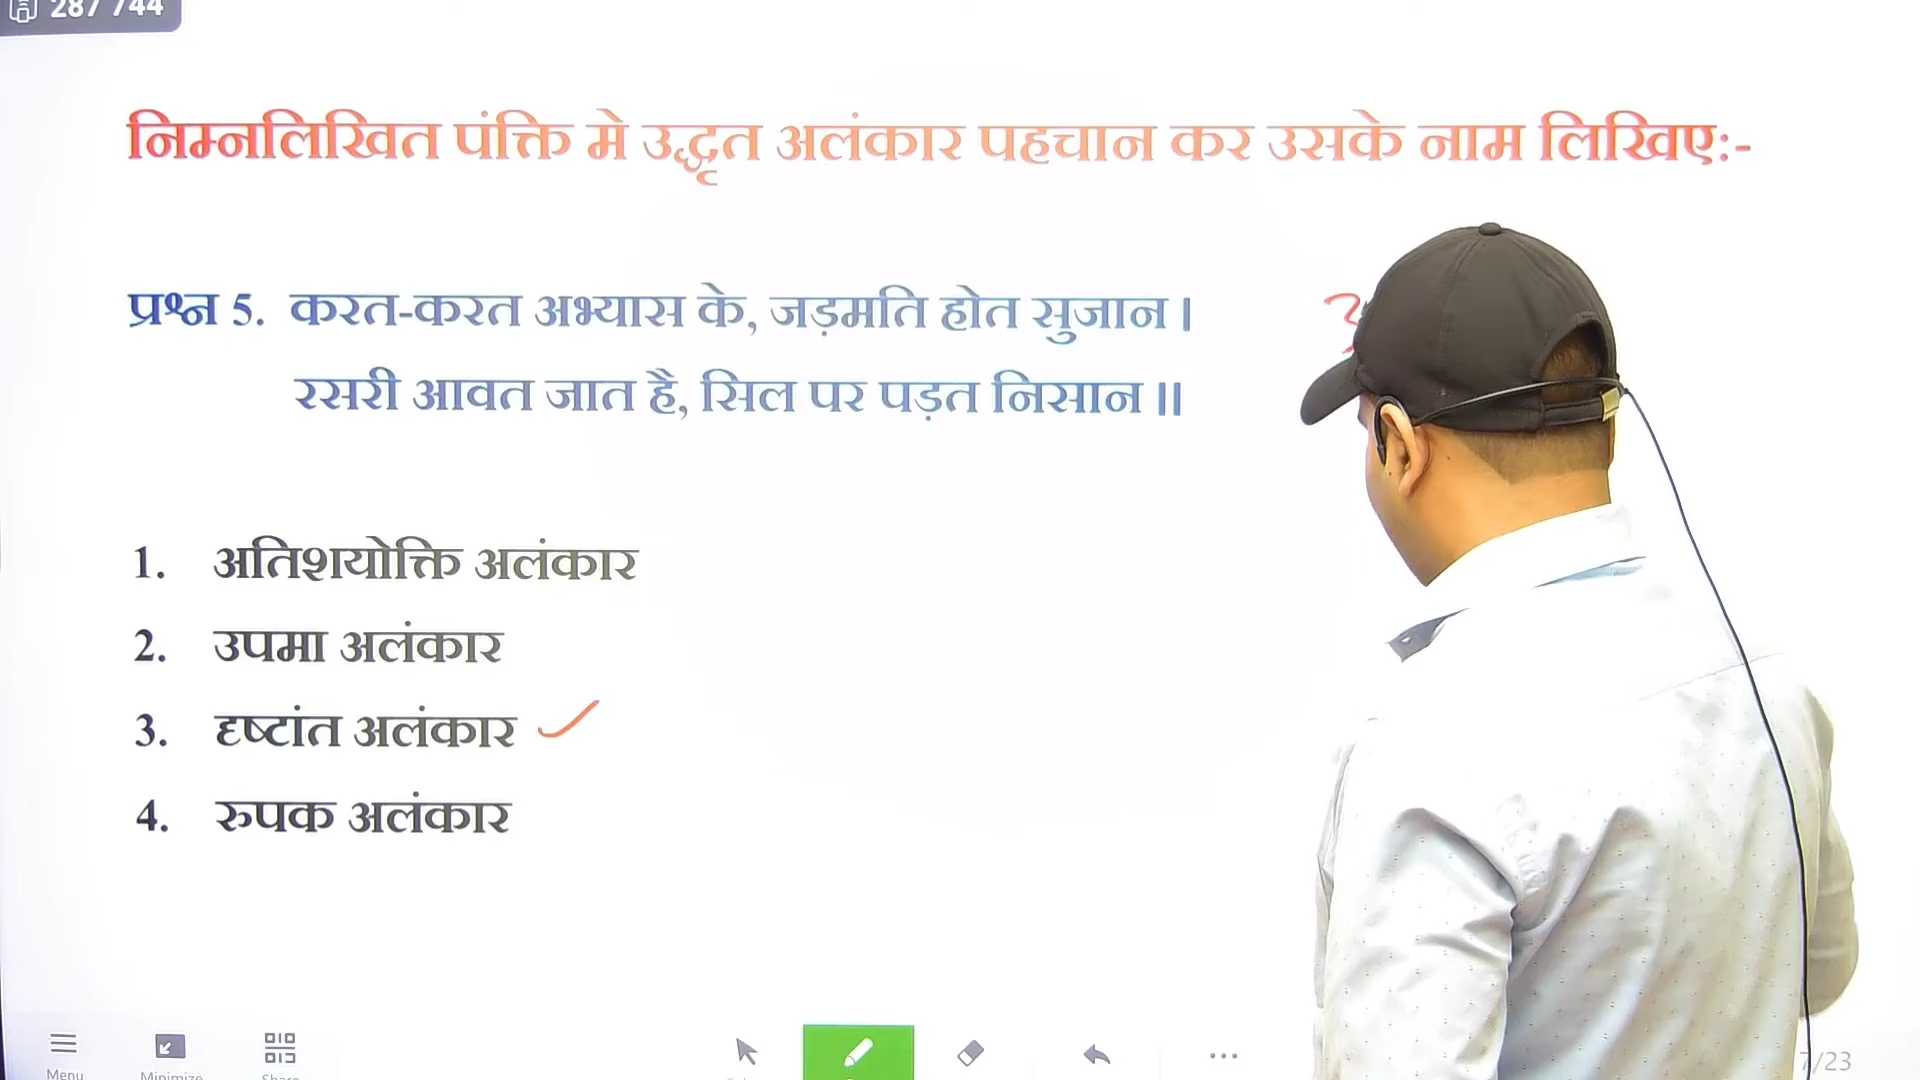 287 744
निम्नलिखित पंक्ति मे उद्धृत अलंकार पहचान कर उसके नाम लिखिए:-
प्रश्न 5. करत-करत अभ्यास के, जड़मति होत सुजान।
रसरी आवत जात है, सिल पर पड़त निसान॥
1. अतिशयोक्ति अलंकार
2. उपमा अलंकार
3. दृष्टांत अलंकार
4. रुपक अलंकार
Menu Minimize Share
7/23